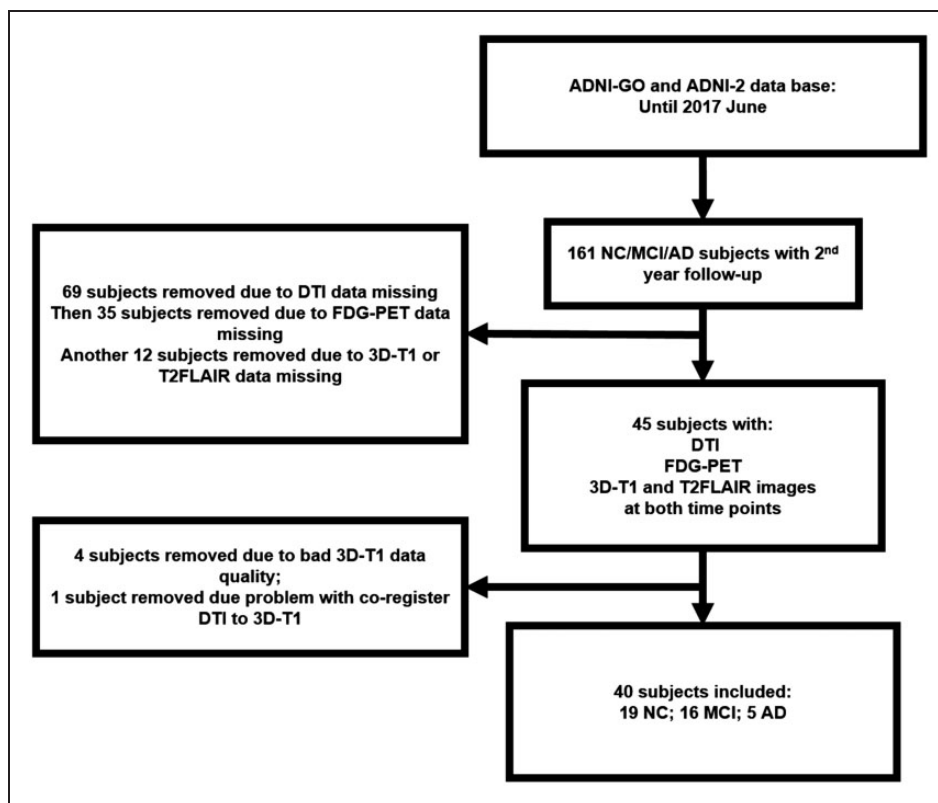 ADNI-GO and ADNI-2 data base:
Until 2017 June
161 NC/MCI/AD subjects with 2nd
year follow-up
69 subjects removed due to DTI data missing
Then 35 subjects removed due to FDG-PET data
missing
Another 12 subjects removed due to 3D-T1 or
T2FLAIR data missing
45 subjects with:
DTI
FDG-PET
3D-T1 and T2FLAIR images
at both time points
4 subjects removed due to bad 3D-T1 data
quality;
1 subject removed due problem with co-register
DTI to 3D-T1
40 subjects included:
19 NC; 16 MCI; 5 AD